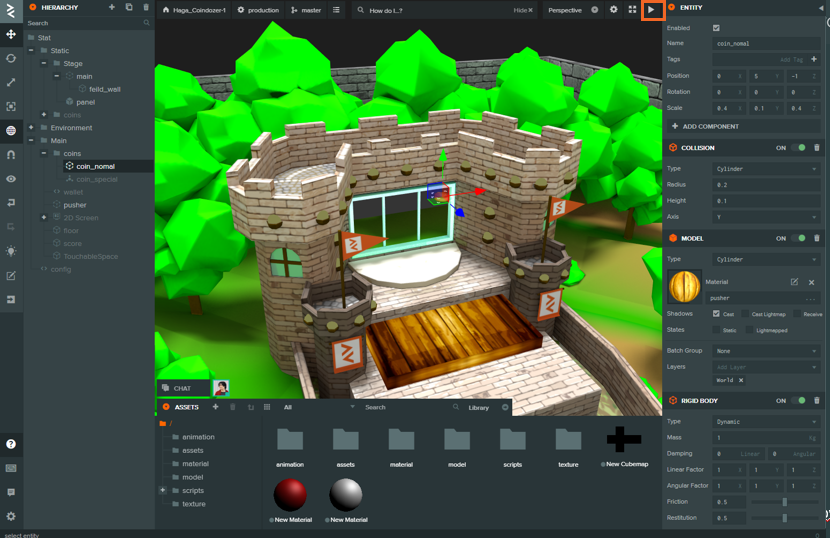 HIERARCHY
Search
Stat
Static
Stage
main
feild_wall
panel
coins
Environment
Main
coins
coin_nomal
coin_special
wallet
pusher
2D Screen
floor
score
TouchableSpace
config
Haga_Coindozer-1 production master
How do I...? Hide X
Perspective
CHAT
ASSETS All Search Library
/
animation
assets
material
model
scripts
texture
animation assets material model scripts texture New Cubemap
New Material New Material
ENTITY
Enabled
Name coin_nomal
Tags Add Tag +
Position 0 X 5 Y -1 Z
Rotation 0 X 0 Y 0 Z
Scale 0.4 X 0.1 Y 0.4 Z
+ ADD COMPONENT
COLLISION ON
Type Cylinder
Radius 0.2
Height 0.1
Axis Y
MODEL ON
Type Cylinder
Material
pusher ...
Shadows Cast Cast Lightmap Receive
States Static Lightmapped
Batch Group None
Layers Add Layer
World X
RIGID BODY ON
Type Dynamic
Mass 1 Kg
Damping 0 Linear 0 Angular
Linear Factor 1 X 1 Y 1 Z
Angular Factor 1 X 1 Y 1 Z
Friction 0.5
Restitution 0.5
select entity